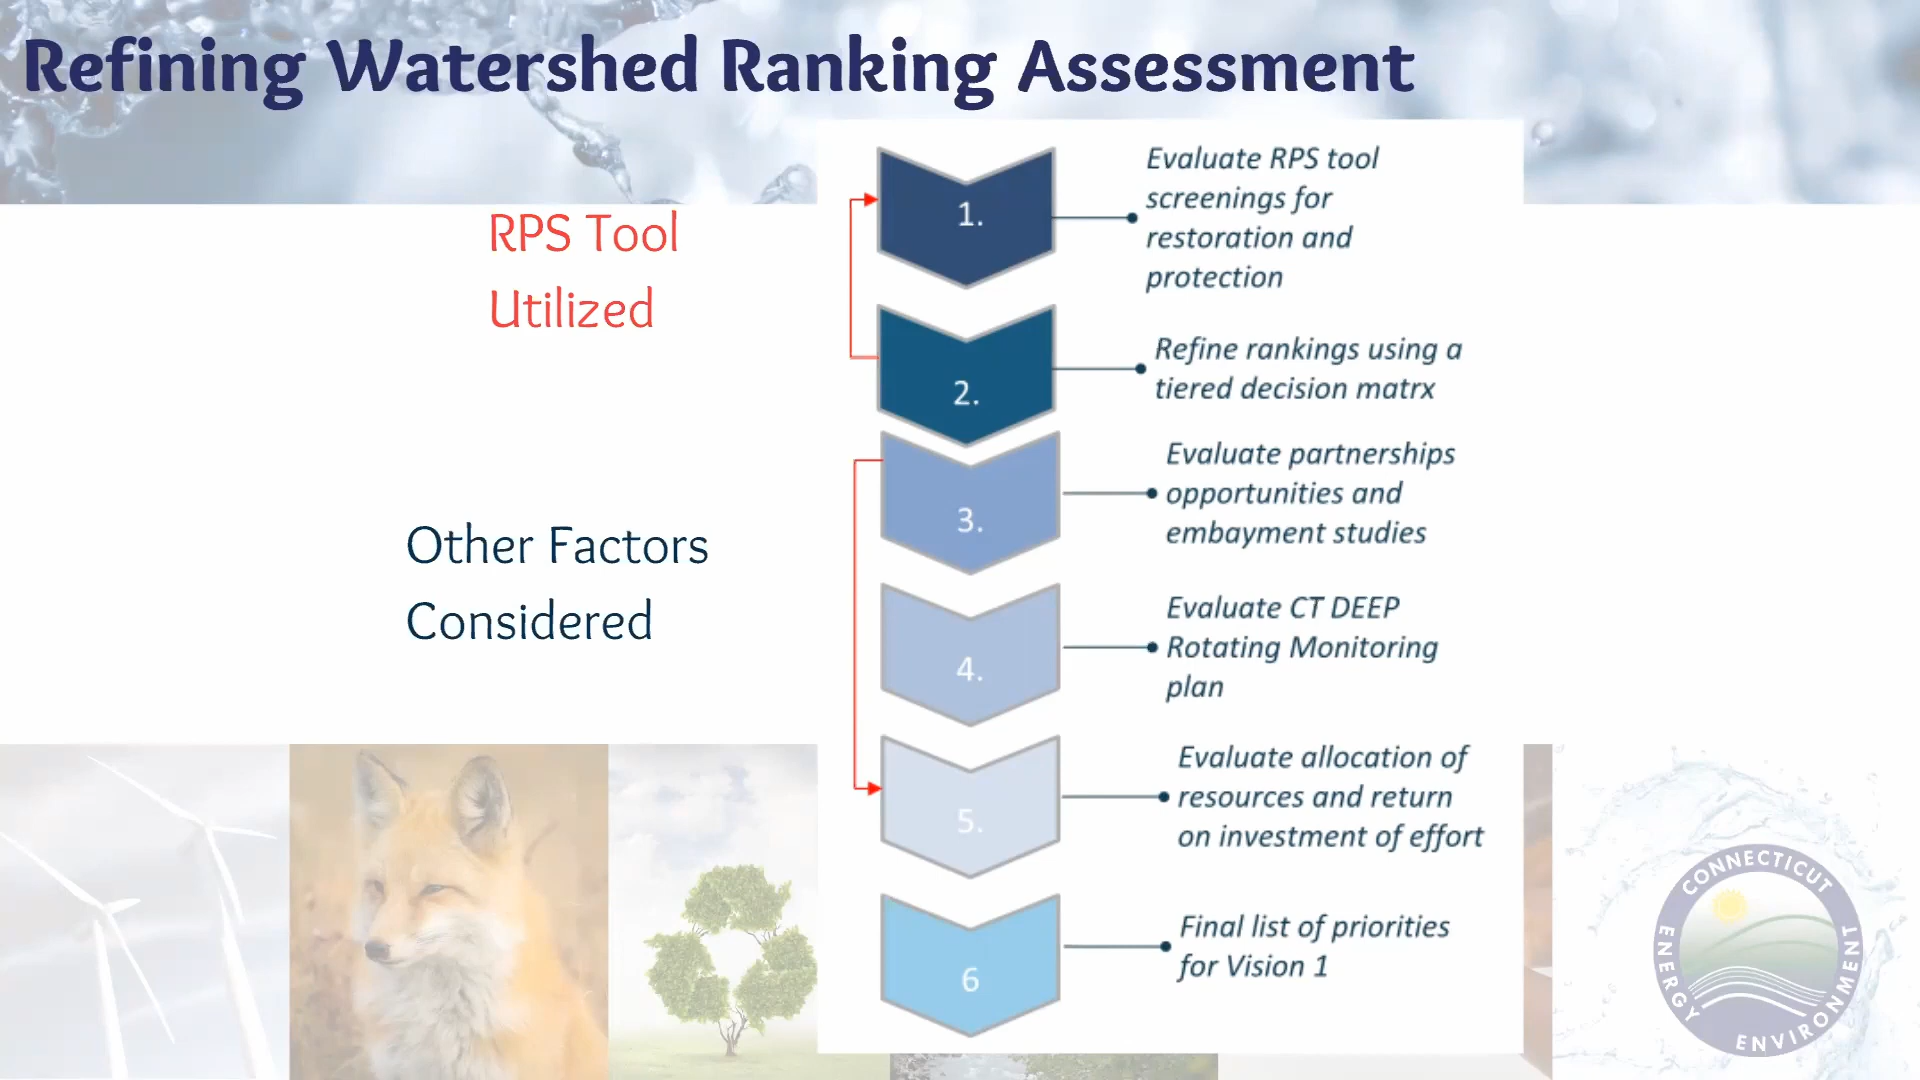 Refining Watershed Ranking Assessment
RPS Tool
Utilized
1.
Evaluate RPS tool
screenings for
restoration and
protection
2.
Refine rankings using a
tiered decision matrx
Other Factors
Considered
3.
Evaluate partnerships
opportunities and
embayment studies
4.
Evaluate CT DEEP
Rotating Monitoring
plan
5.
Evaluate allocation of
resources and return
on investment of effort
6
Final list of priorities
for Vision 1
CONNECTICUT
ENERGY
ENVIRONMENT